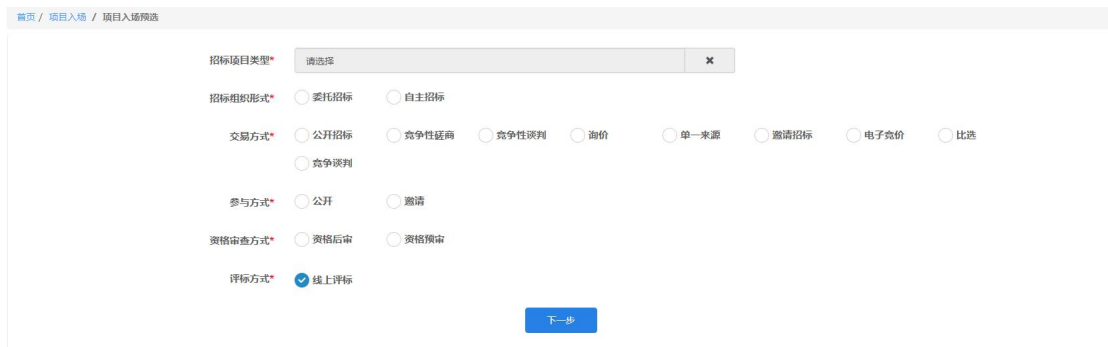 首页 / 项目入场 / 项目入场预选
招标项目类型* 请选择
招标组织形式* 委托招标 自主招标
交易方式* 公开招标 竞争性磋商 竞争性谈判 询价 单一来源 邀请招标 电子竞价 比选
竞争谈判
参与方式* 公开 邀请
资格审查方式* 资格后审 资格预审
评标方式* 线上评标
下一步